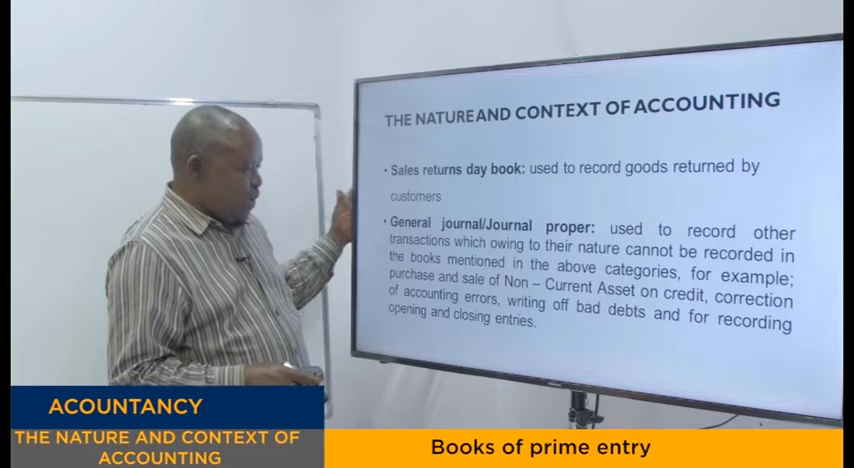 THE NATURE AND CONTEXT OF ACCOUNTING
• Sales returns day book: used to record goods returned by
customers
• General journal/Journal proper: used to record other
transactions which owing to their nature cannot be recorded in
the books mentioned in the above categories, for example;
purchase and sale of Non – Current Asset on credit, correction
of accounting errors, writing off bad debts and for recording
opening and closing entries.
ACOUNTANCY
THE NATURE AND CONTEXT OF
ACCOUNTING
Books of prime entry